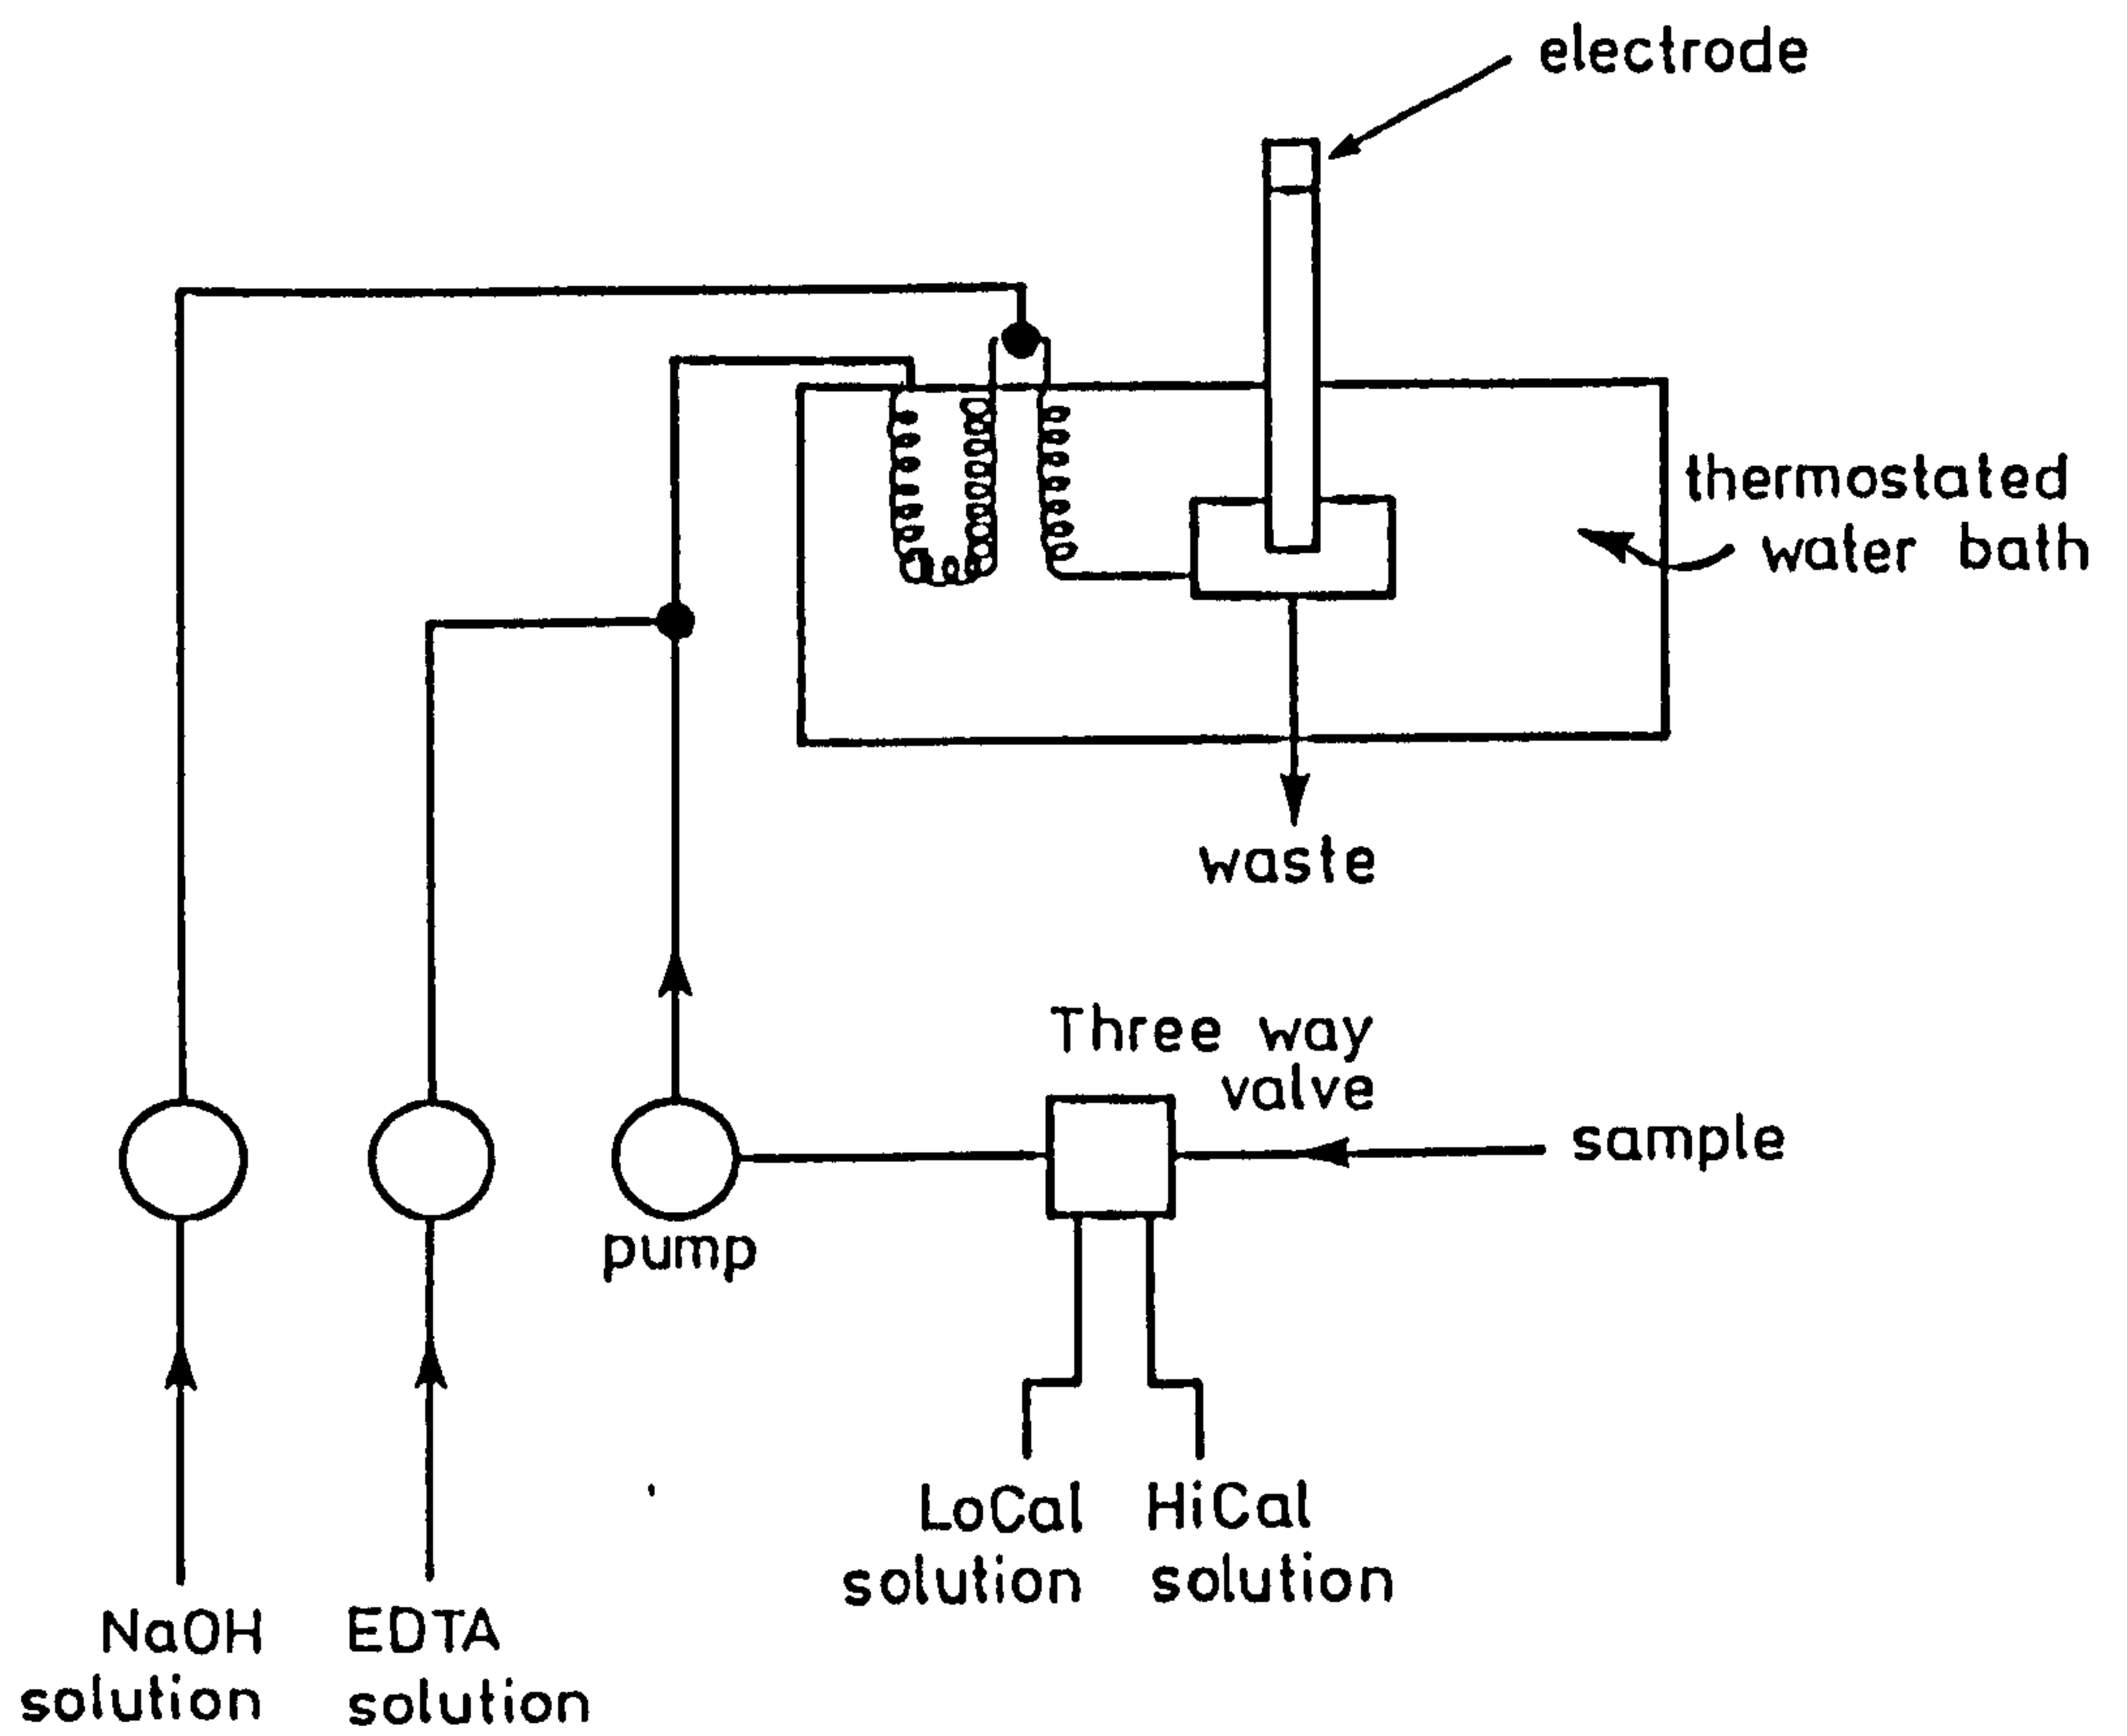 electrode
thermostated
water bath
waste
Three way
valve
sample
pump
LoCal
solution
HiCal
solution
NaOH
solution
EDTA
solution